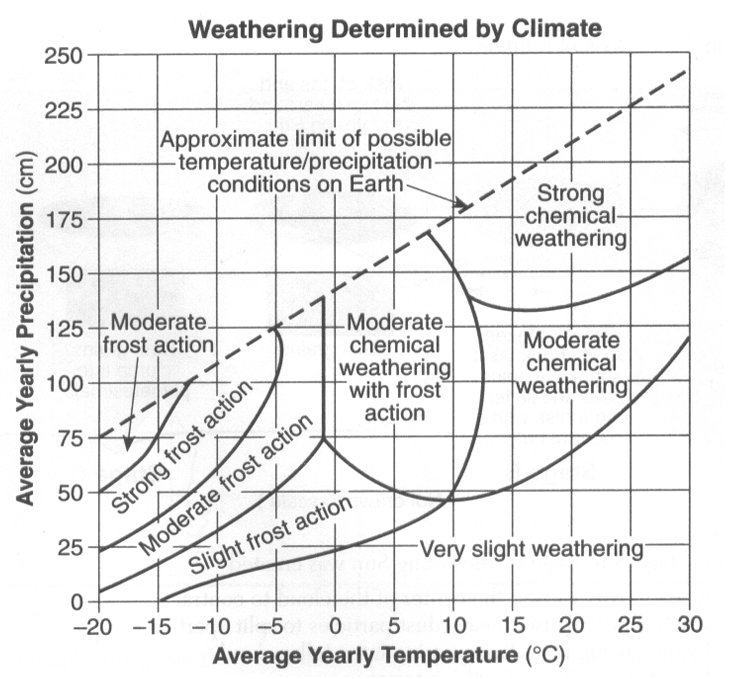 Weathering Determined by Climate
250
225
200
175
150
125
100
75
50
25
0
Average Yearly Precipitation (cm)
Approximate limit of possible
temperature/precipitation
conditions on Earth
Strong
chemical
weathering
Moderate
frost action
Moderate
chemical
weathering
with frost
action
Moderate
chemical
weathering
Strong frost action
Moderate frost action
Slight frost action
Very slight weathering
–20 –15 –10 –5 0 5 10 15 20 25 30
Average Yearly Temperature (°C)